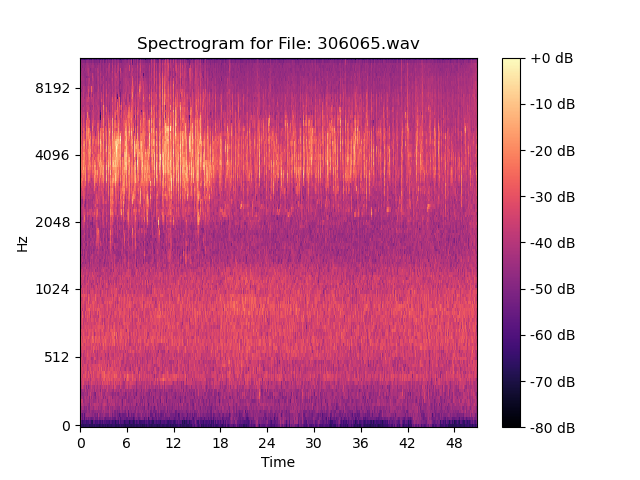 Spectrogram for File: 306065.wav
Hz
8192
4096
2048
1024
512
0
0 6 12 18 24 30 36 42 48
Time
+0 dB
-10 dB
-20 dB
-30 dB
-40 dB
-50 dB
-60 dB
-70 dB
-80 dB